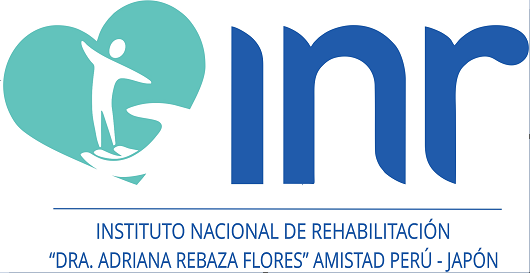 inr
INSTITUTO NACIONAL DE REHABILITACIÓN
“DRA. ADRIANA REBAZA FLORES” AMISTAD PERÚ - JAPÓN